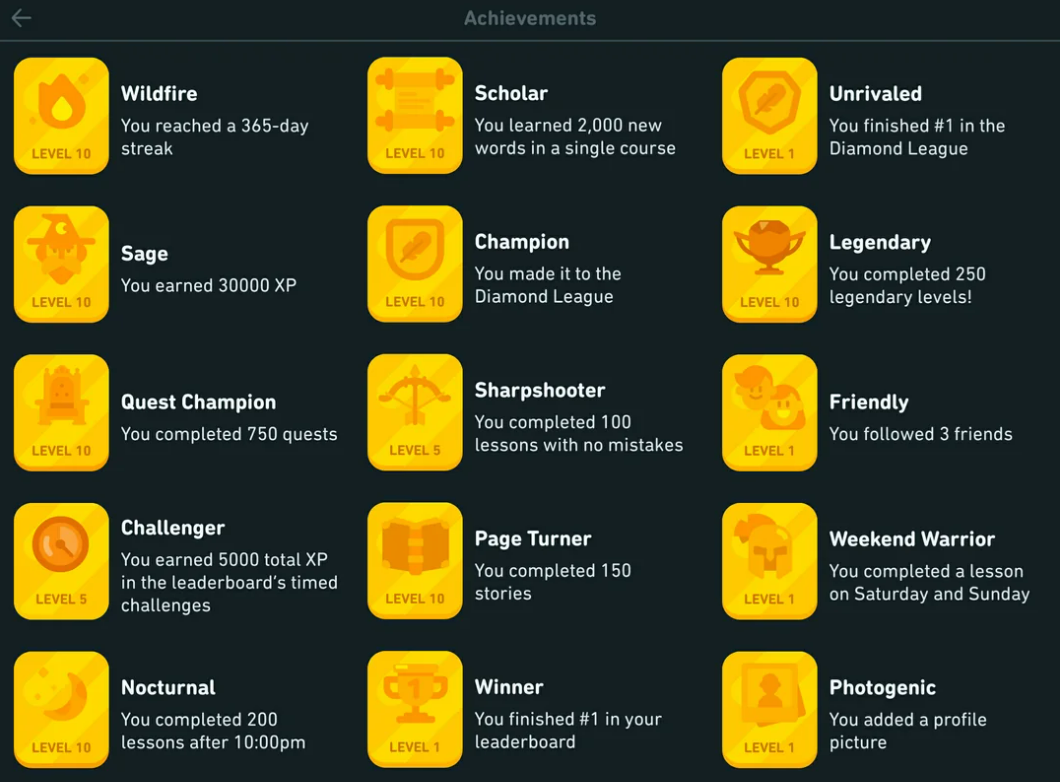 Achievements
LEVEL 10
Wildfire
You reached a 365-day
streak
LEVEL 10
Scholar
You learned 2,000 new
words in a single course
LEVEL 1
Unrivaled
You finished #1 in the
Diamond League
LEVEL 10
Sage
You earned 30000 XP
LEVEL 10
Champion
You made it to the
Diamond League
LEVEL 10
Legendary
You completed 250
legendary levels!
LEVEL 10
Quest Champion
You completed 750 quests
LEVEL 5
Sharpshooter
You completed 100
lessons with no mistakes
LEVEL 1
Friendly
You followed 3 friends
LEVEL 5
Challenger
You earned 5000 total XP
in the leaderboard's timed
challenges
LEVEL 10
Page Turner
You completed 150
stories
LEVEL 1
Weekend Warrior
You completed a lesson
on Saturday and Sunday
LEVEL 10
Nocturnal
You completed 200
lessons after 10:00pm
1
LEVEL 1
Winner
You finished #1 in your
leaderboard
LEVEL 1
Photogenic
You added a profile
picture